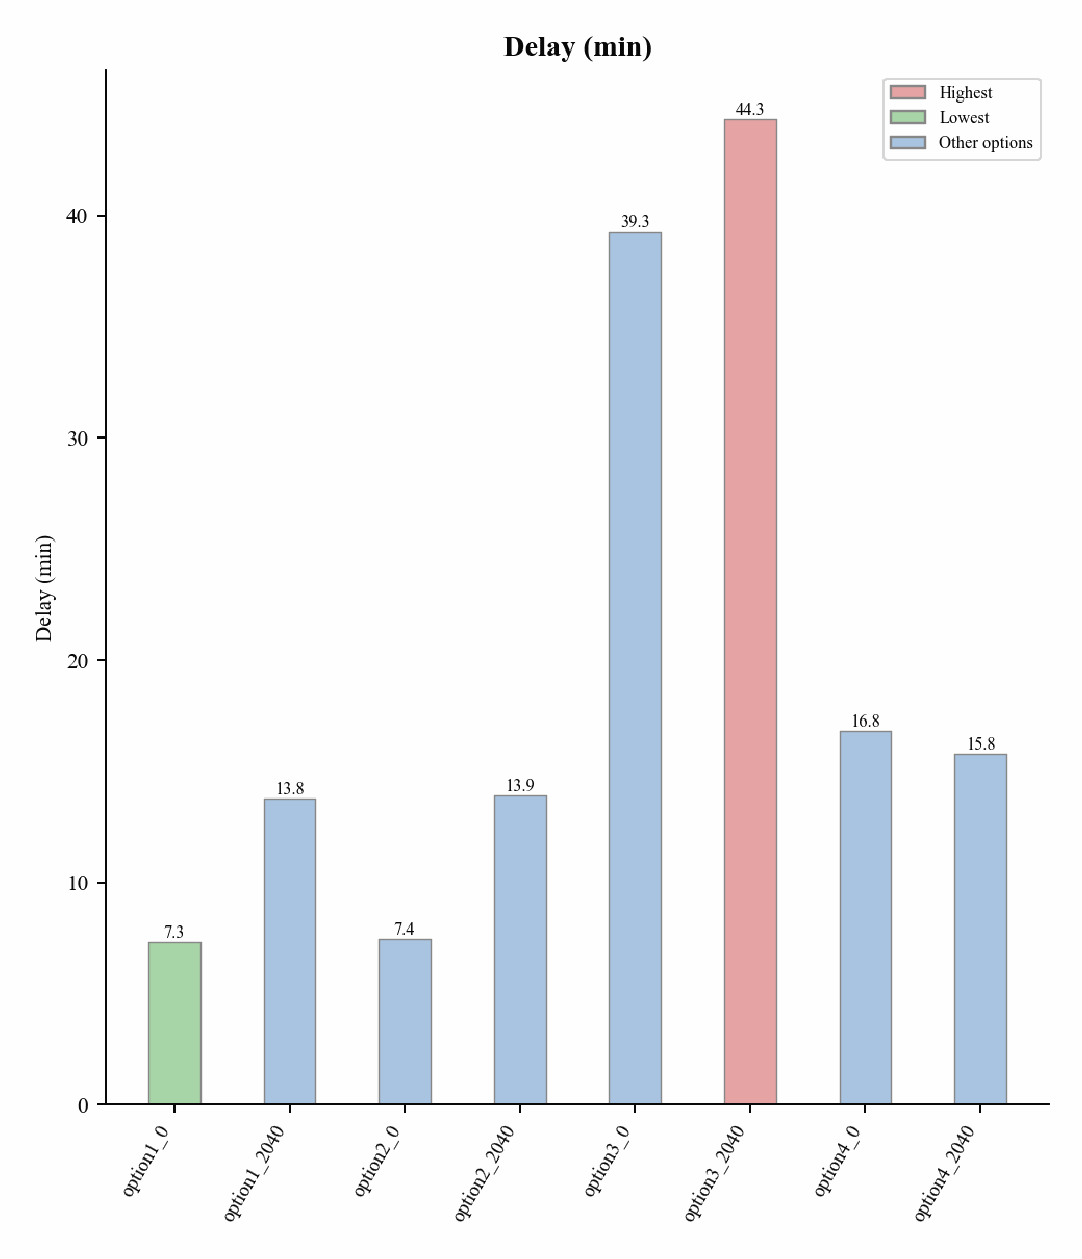 Delay (min)
Highest
Lowest
Other options
Delay (min)
40
30
20
10
0
7.3
13.8
7.4
13.9
39.3
44.3
16.8
15.8
option1_0
option1_2040
option2_0
option2_2040
option3_0
option3_2040
option4_0
option4_2040